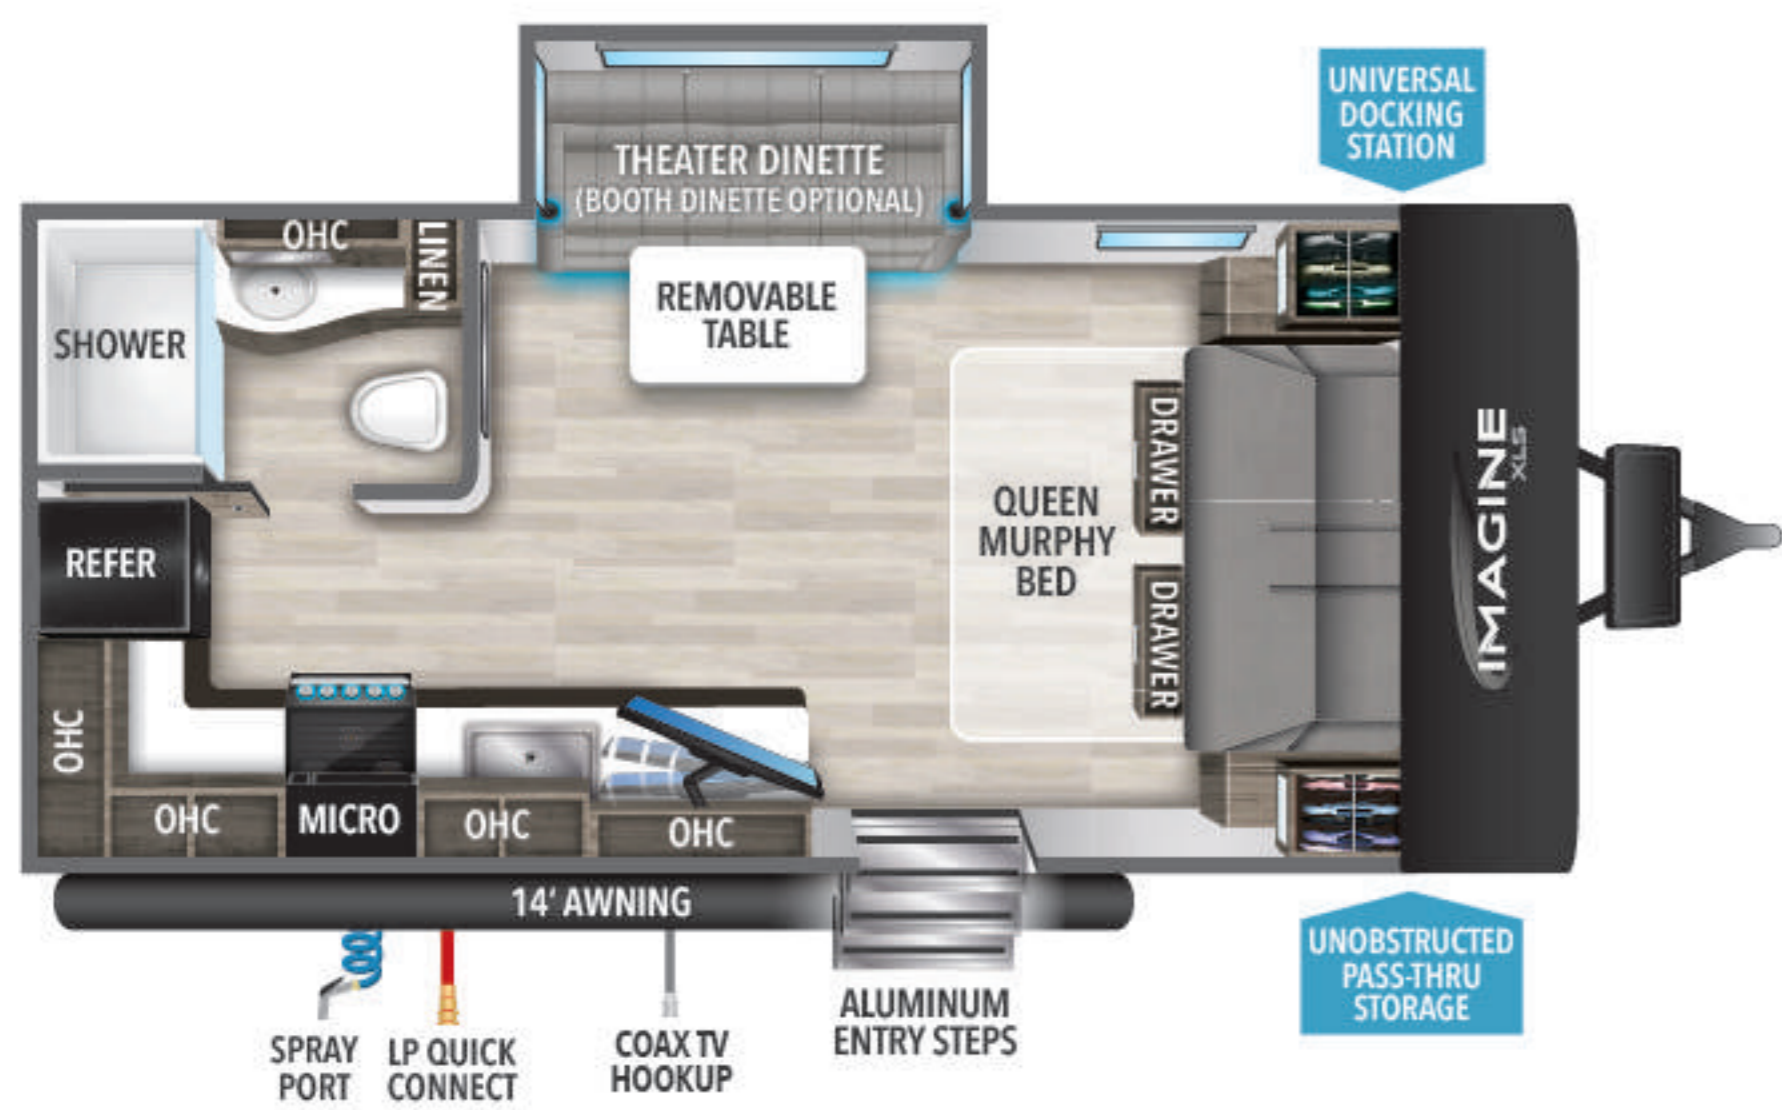 UNIVERSAL
DOCKING
STATION
THEATER DINETTE
(BOOTH DINETTE OPTIONAL)
OHC
LINEN
REMOVABLE
TABLE
SHOWER
DRAWER
QUEEN
MURPHY
BED
DRAWER
IMAGINE
XLS
REFER
OHC
OHC
MICRO
OHC
OHC
14' AWNING
UNOBSTRUCTED
PASS-THRU
STORAGE
SPRAY
PORT
LP QUICK
CONNECT
COAX TV
HOOKUP
ALUMINUM
ENTRY STEPS